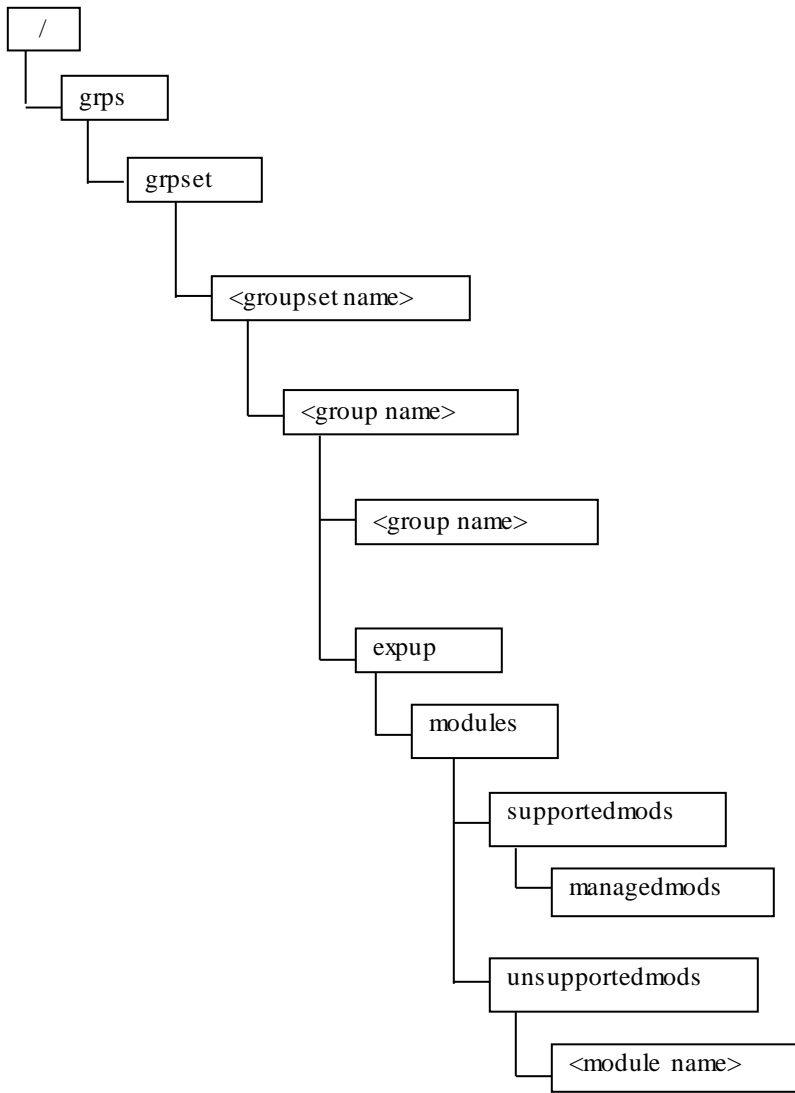 /
grps
grpset
<groupset name>
<group name>
<group name>
expup
modules
supportedmods
managedmods
unsupportedmods
<module name>